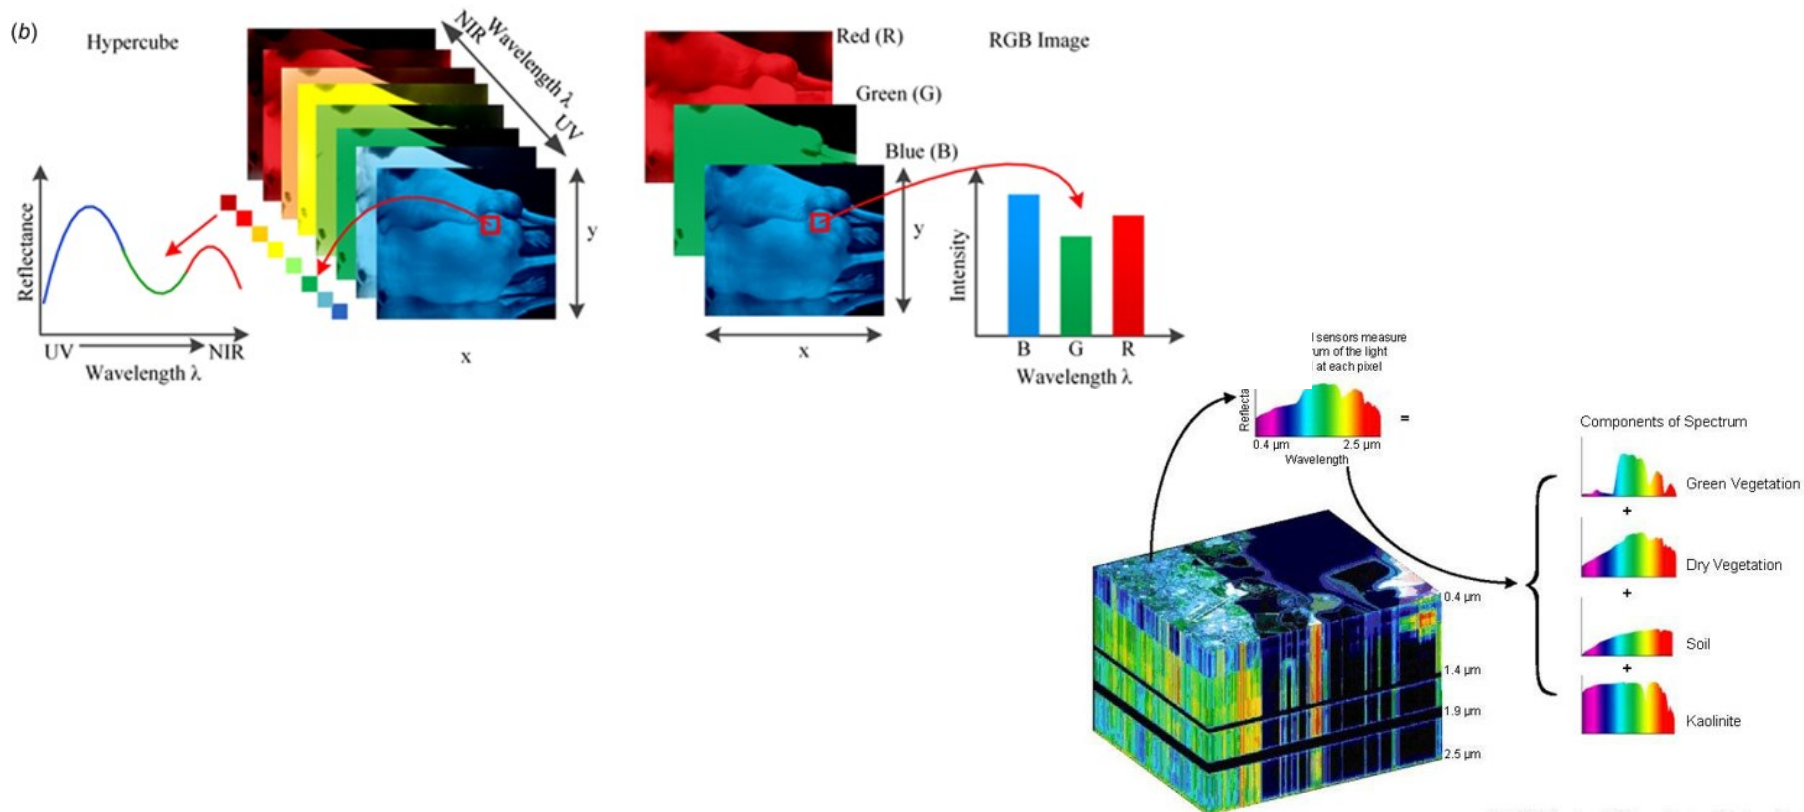 (b)
Hypercube
NIR
Wavelength λ
UV
Reflectance
UV
NIR
Wavelength λ
y
x
Red (R)
Green (G)
Blue (B)
RGB Image
y
x
Intensity
B G R
Wavelength λ
sensors measure
of the light
at each pixel
0.4 µm 2.5 µm
Wavelength
=
Components of Spectrum
Green Vegetation
+
Dry Vegetation
+
Soil
+
Kaolinite
0.4 µm
1.4 µm
1.9 µm
2.5 µm